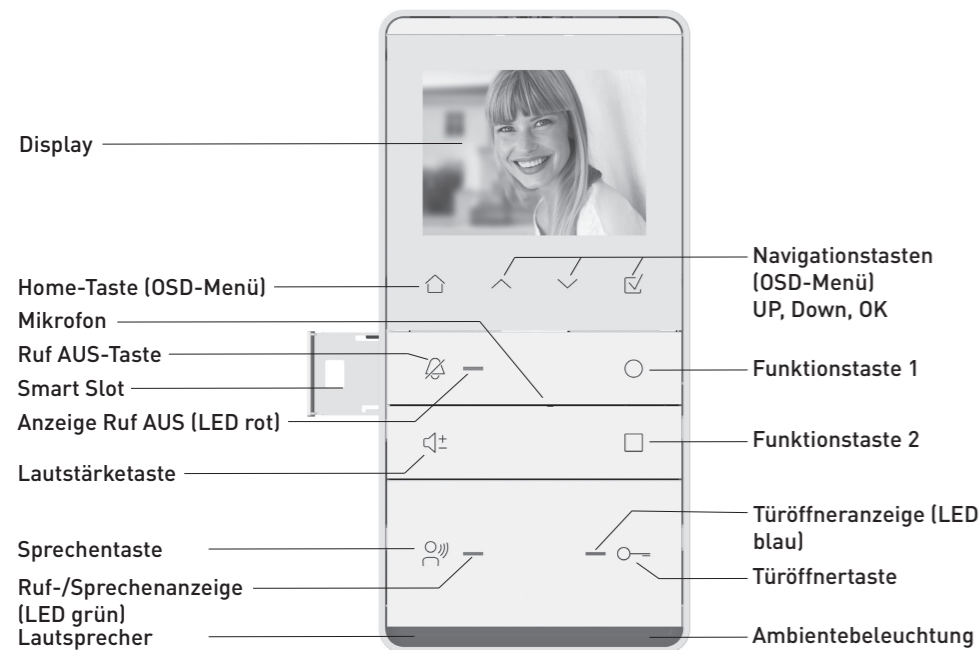 Display
Home-Taste (OSD-Menü)
Mikrofon
Ruf AUS-Taste
Smart Slot
Anzeige Ruf AUS (LED rot)
Lautstärketaste
Sprechentaste
Ruf-/Sprechenanzeige
(LED grün)
Lautsprecher
Navigationstasten
(OSD-Menü)
UP, Down, OK
Funktionstaste 1
Funktionstaste 2
Türöffneranzeige (LED
blau)
Türöffnertaste
Ambientebeleuchtung